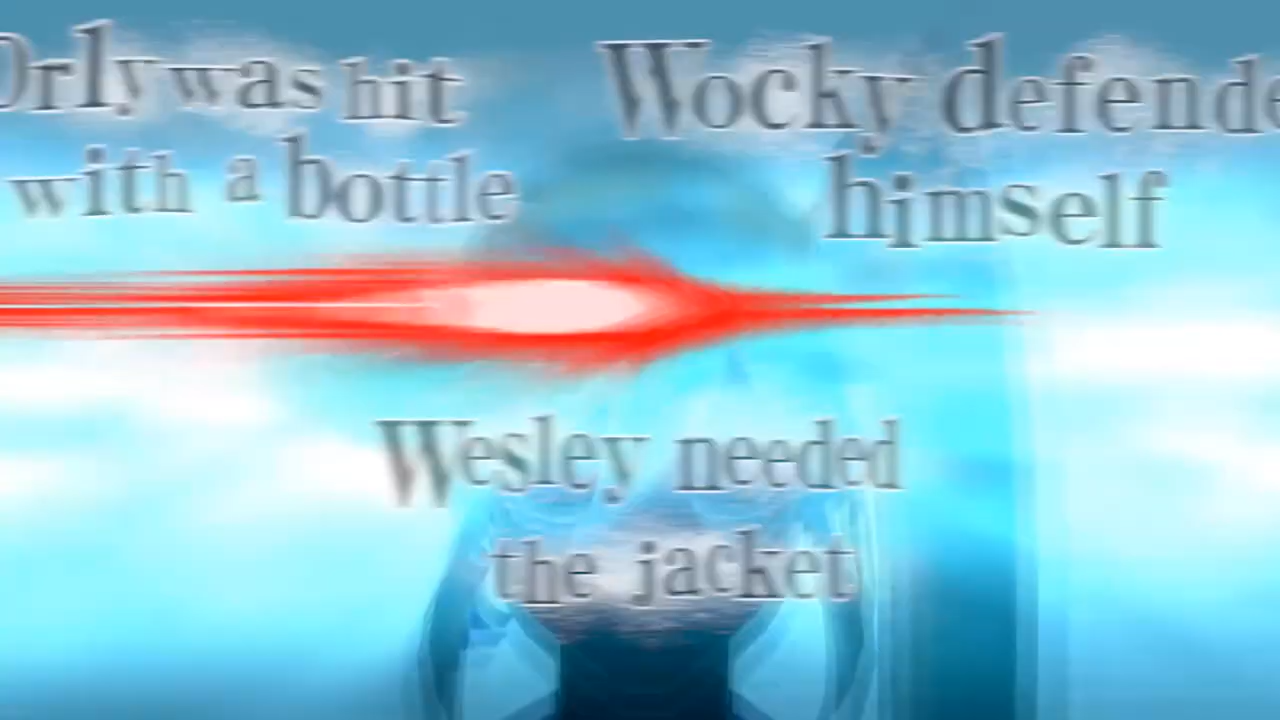 Orly was hit
with a bottle
Wocky defende
himself
Wesley needed
the jacket